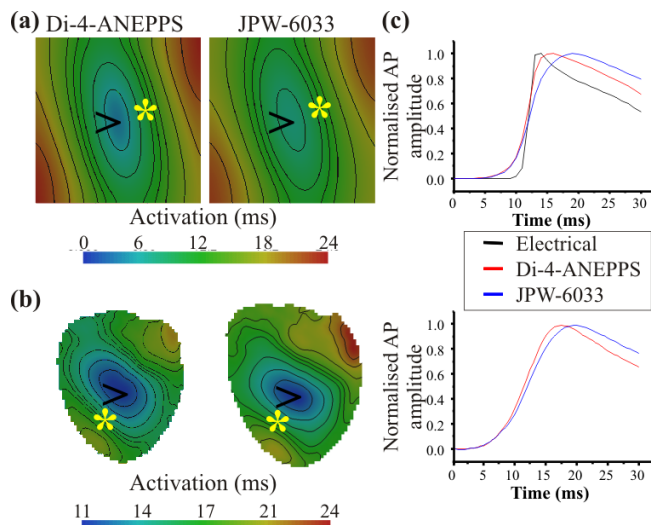 (a) Di-4-ANEPPS JPW-6033
> * > *
Activation (ms)
0 6 12 18 24
(b)
> * > *
Activation (ms)
11 14 17 21 24
(c)
Normalised AP
amplitude
1.0
0.8
0.6
0.4
0.2
0.0
0 5 10 15 20 25 30
Time (ms)
Electrical
Di-4-ANEPPS
JPW-6033
Normalised AP
amplitude
1.0
0.8
0.6
0.4
0.2
0.0
0 5 10 15 20 25 30
Time (ms)